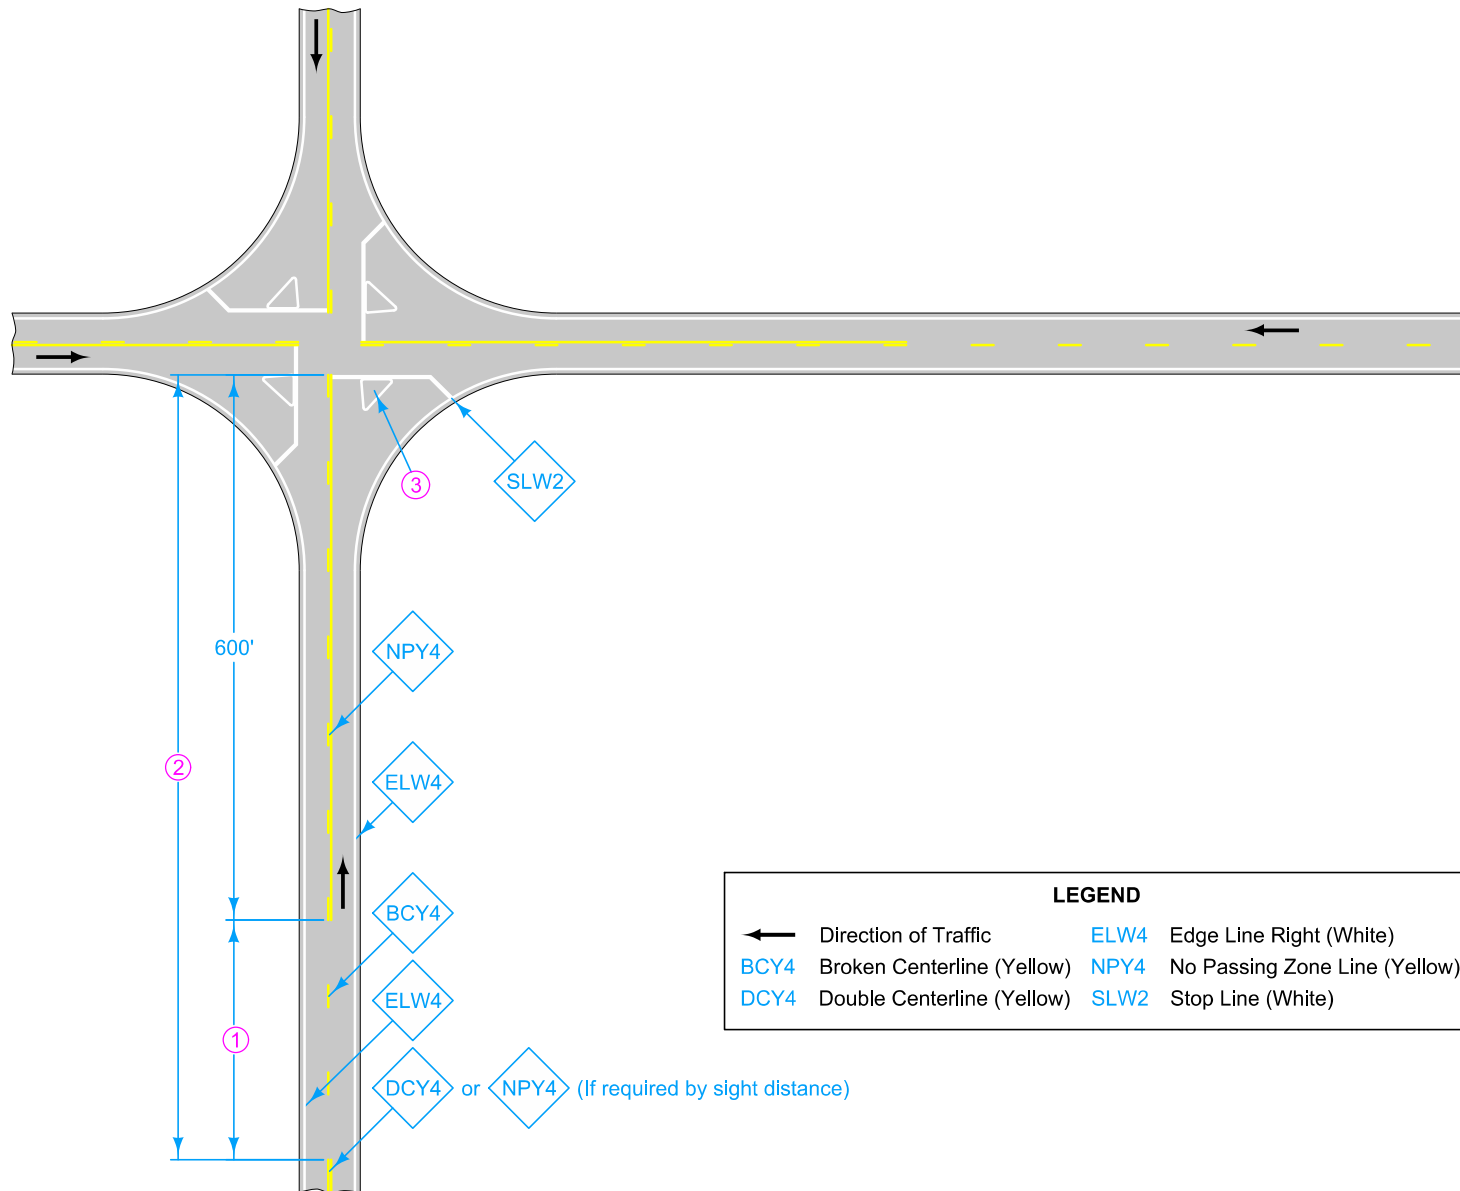 3
SLW2
600'
NPY4
2
ELW4
BCY4
ELW4
1
DCY4 or NPY4 (If required by sight distance)
LEGEND
Direction of Traffic ELW4 Edge Line Right (White)
BCY4 Broken Centerline (Yellow) NPY4 No Passing Zone Line (Yellow)
DCY4 Double Centerline (Yellow) SLW2 Stop Line (White)